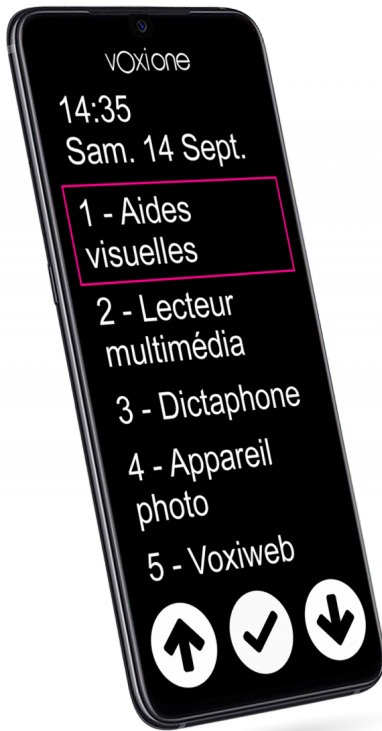 vOxione
14:35
Sam. 14 Sept.
1 - Aides
visuelles
2 - Lecteur
multimédia
3 - Dictaphone
4 - Appareil
photo
5 - Voxiweb